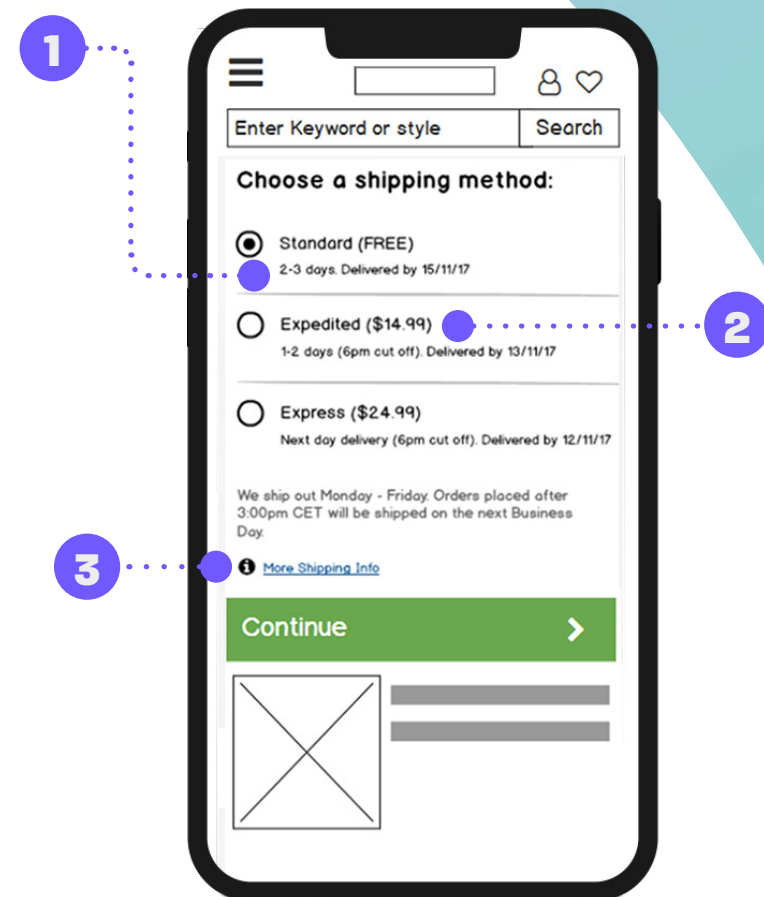 1
Enter Keyword or style
Search
Choose a shipping method:
Standard (FREE)
2-3 days. Delivered by 15/11/17
Expedited ($14.99)
2
1-2 days (6pm cut off). Delivered by 13/11/17
Express ($24.99)
Next day delivery (6pm cut off). Delivered by 12/11/17
We ship out Monday - Friday. Orders placed after
3:00pm CET will be shipped on the next Business
Day.
3
More Shipping Info
Continue